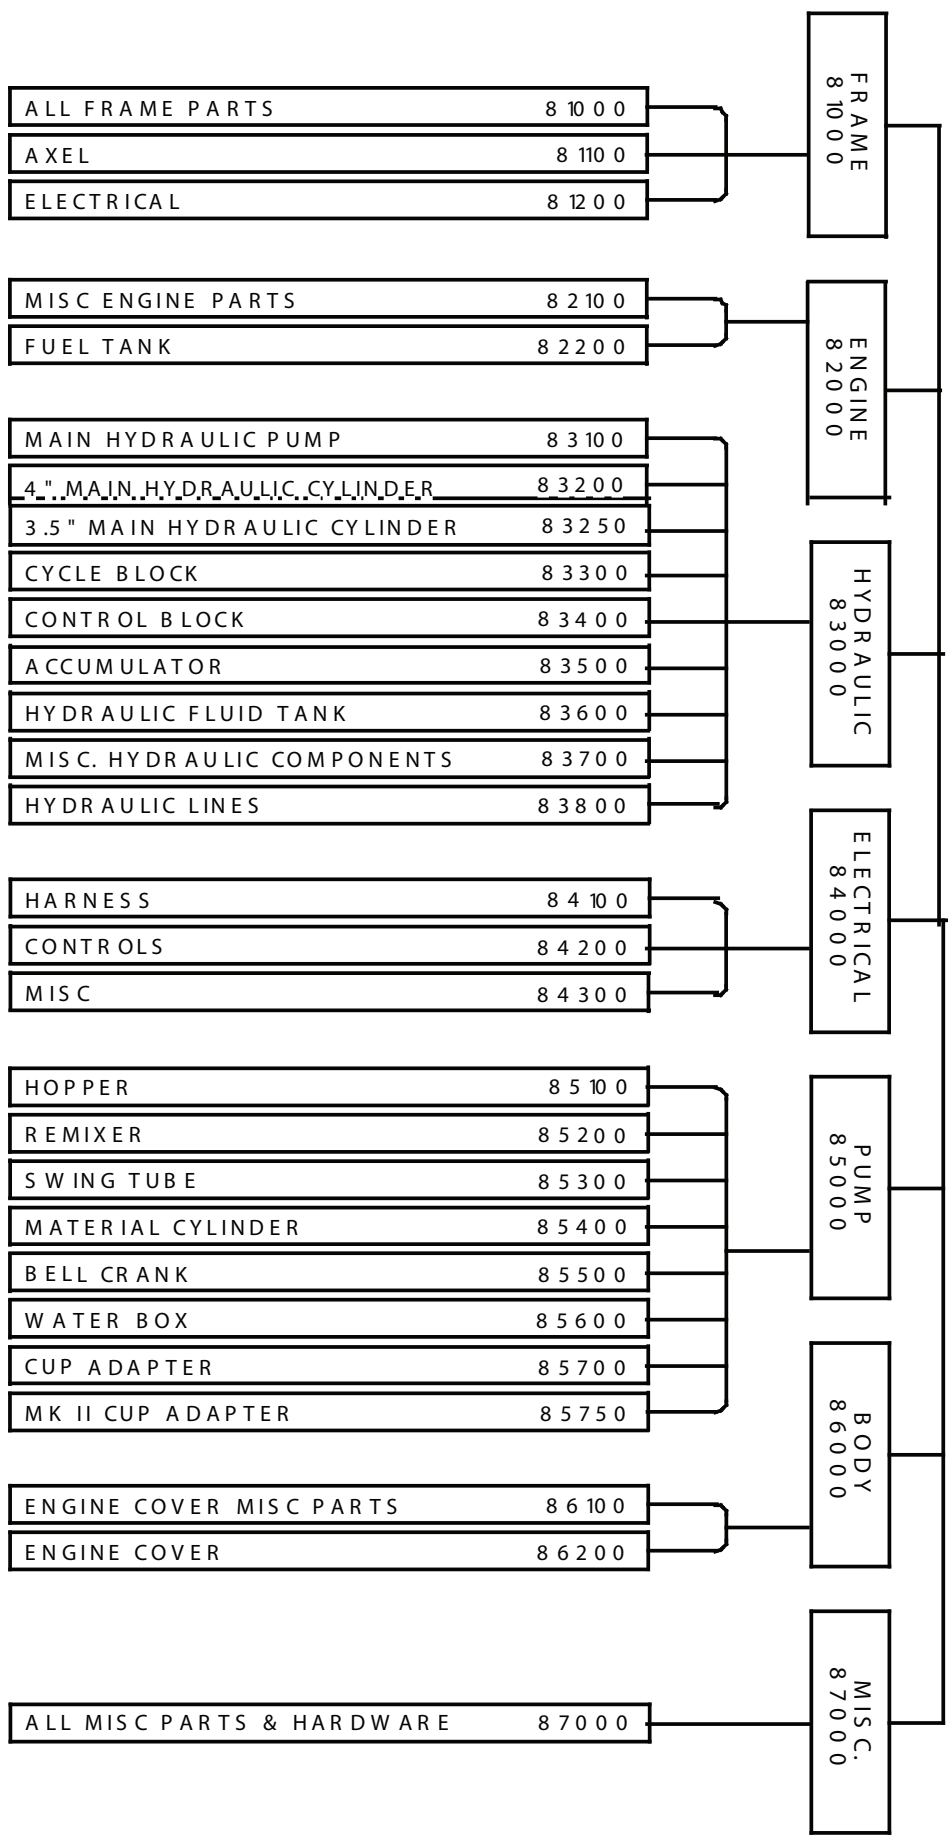 FRAME
81000
ALL FRAME PARTS 81000
AXEL 81100
ELECTRICAL 81200
ENGINE
82000
MISC ENGINE PARTS 82100
FUEL TANK 82200
HYDRAULIC
83000
MAIN HYDRAULIC PUMP 83100
4" MAIN HYDRAULIC CYLINDER 83200
3.5" MAIN HYDRAULIC CYLINDER 83250
CYCLE BLOCK 83300
CONTROL BLOCK 83400
ACCUMULATOR 83500
HYDRAULIC FLUID TANK 83600
MISC. HYDRAULIC COMPONENTS 83700
HYDRAULIC LINES 83800
ELECTRICAL
84000
HARNESS 84100
CONTROLS 84200
MISC 84300
PUMP
85000
HOPPER 85100
REMIXER 85200
SWING TUBE 85300
MATERIAL CYLINDER 85400
BELL CRANK 85500
WATER BOX 85600
CUP ADAPTER 85700
MK II CUP ADAPTER 85750
BODY
86000
ENGINE COVER MISC PARTS 86100
ENGINE COVER 86200
MISC.
87000
ALL MISC PARTS & HARDWARE 87000